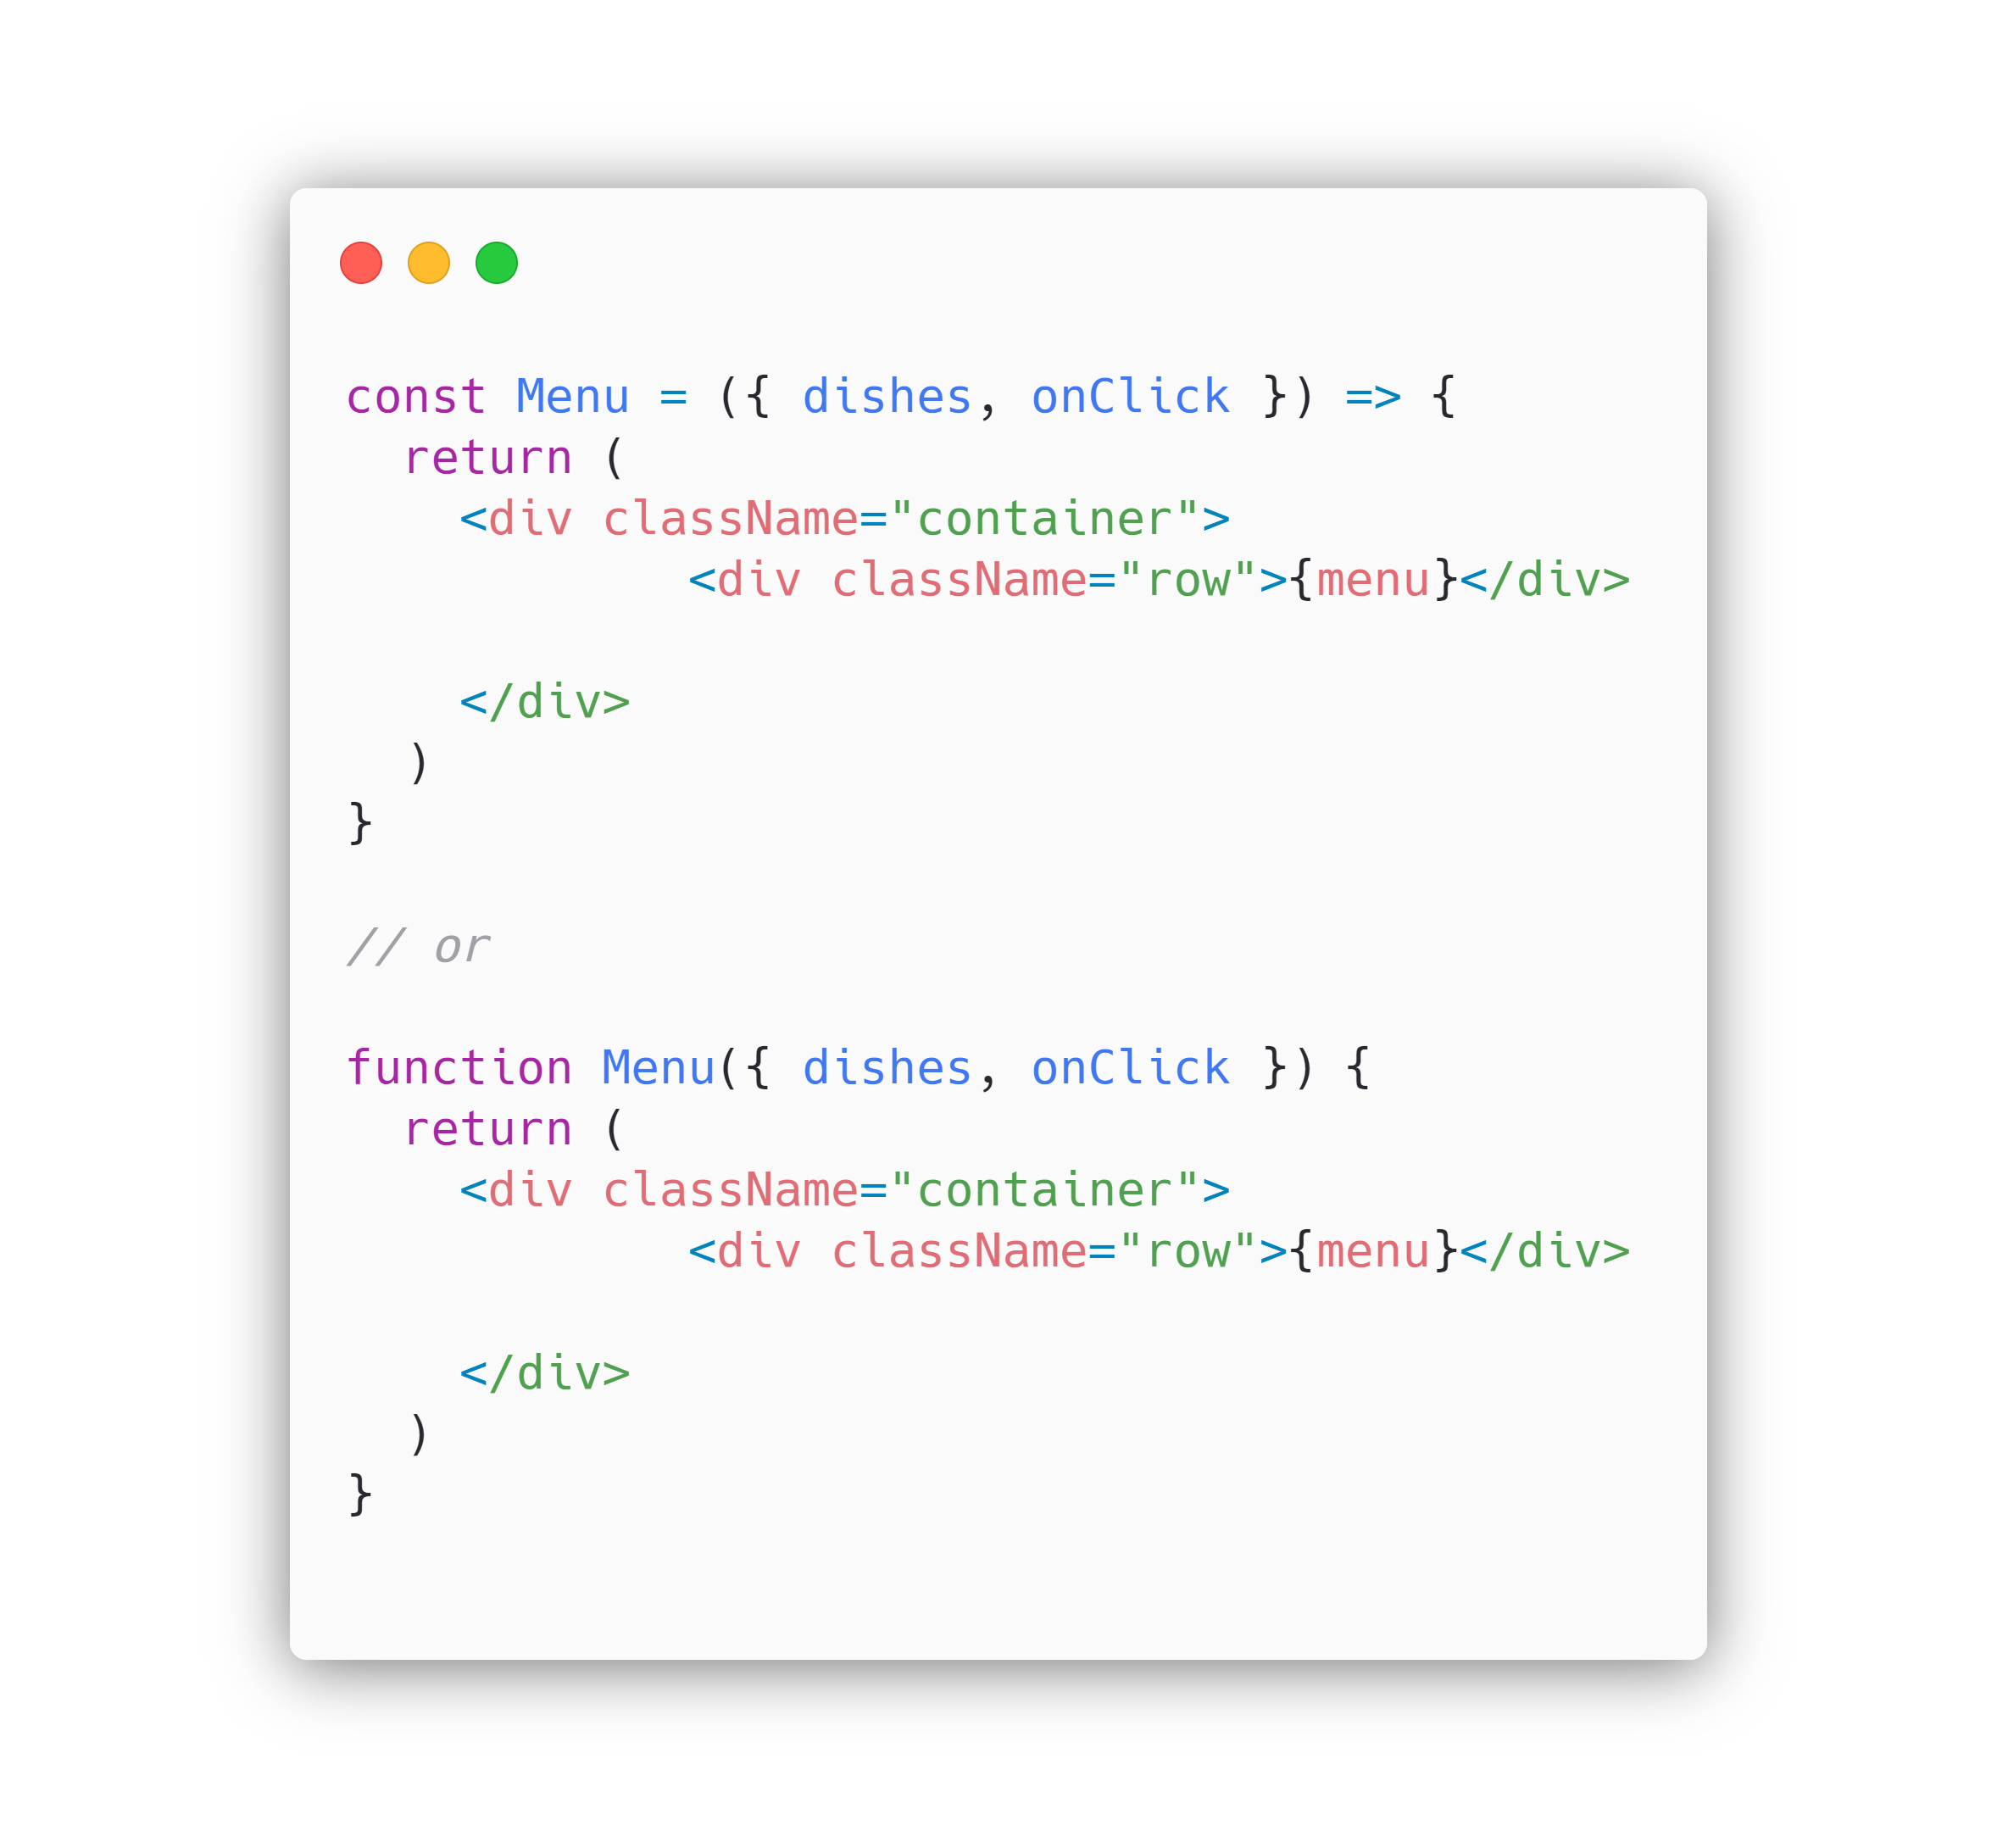 const Menu = ({ dishes, onClick }) => {
  return (
    <div className="container">
            <div className="row">{menu}</div>

    </div>
  )
}

// or

function Menu({ dishes, onClick }) {
  return (
    <div className="container">
            <div className="row">{menu}</div>

    </div>
  )
}